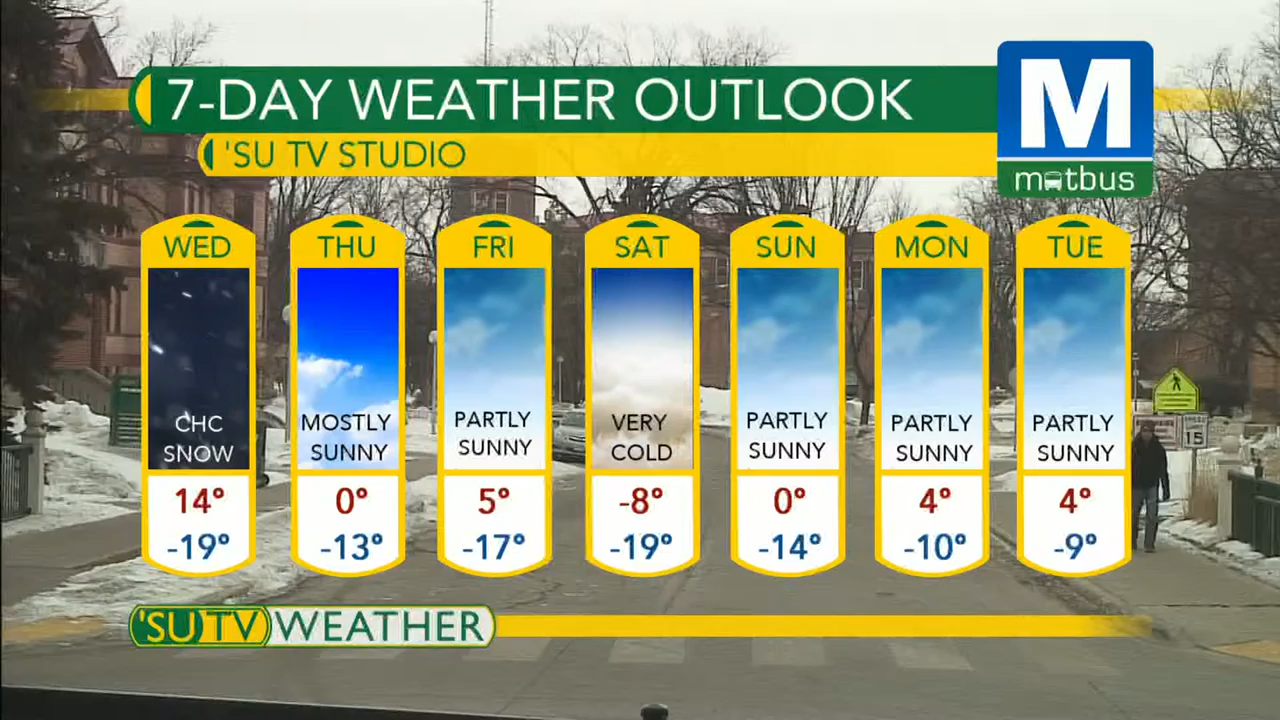 7-DAY WEATHER OUTLOOK
'SU TV STUDIO
M
matbus
WED
CHC
SNOW
14°
-19°
THU
MOSTLY
SUNNY
0°
-13°
FRI
PARTLY
SUNNY
5°
-17°
SAT
VERY
COLD
-8°
-19°
SUN
PARTLY
SUNNY
0°
-14°
MON
PARTLY
SUNNY
4°
-10°
TUE
PARTLY
SUNNY
4°
-9°
15
'SU TV WEATHER